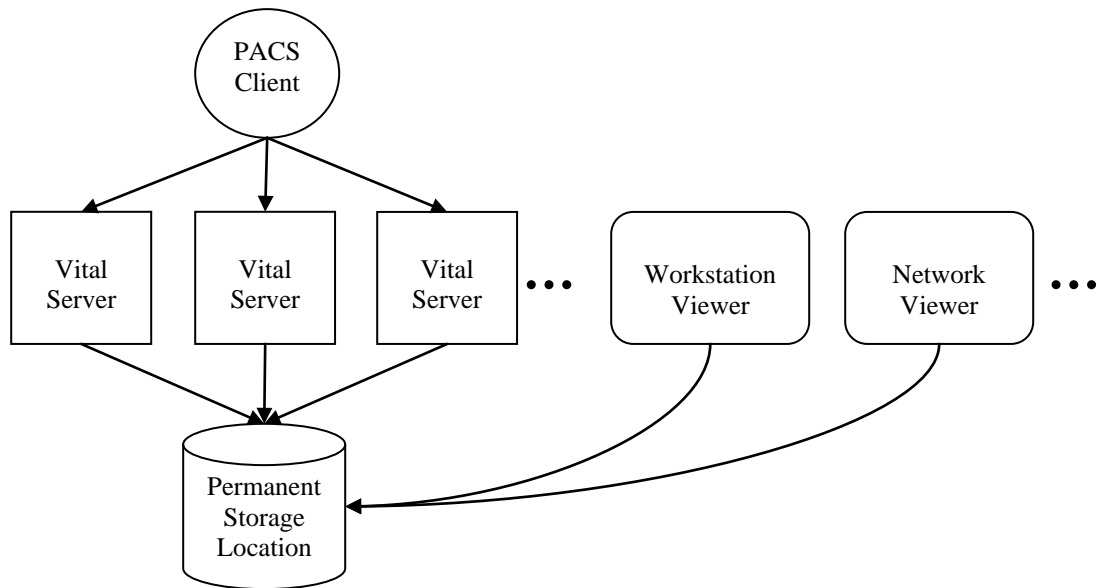 PACS
Client
Vital
Server
Vital
Server
Vital
Server
...
Workstation
Viewer
Network
Viewer
...
Permanent
Storage
Location